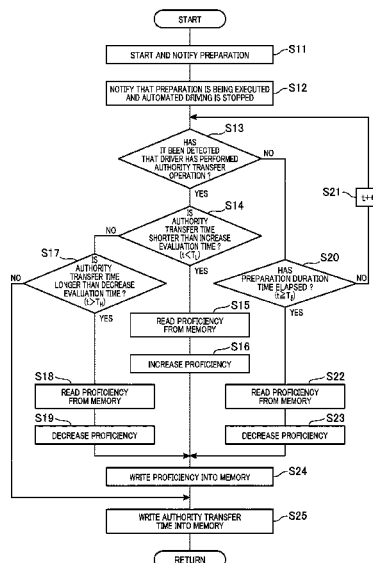 START
START AND NOTIFY PREPARATION
S11
NOTIFY THAT PREPARATION IS BEING EXECUTED
AND AUTOMATED DRIVING IS STOPPED
S12
HAS
IT BEEN DETECTED
THAT DRIVER HAS PERFORMED
AUTHORITY TRANSFER
OPERATION ?
S13
NO
YES
S21
IS
AUTHORITY
TRANSFER TIME
SHORTER THAN INCREASE
EVALUATION TIME ?
S14
NO
YES
IS
AUTHORITY
TRANSFER TIME
LONGER THAN DECREASE
EVALUATION TIME ?
S17
NO
YES
HAS
PREPARATION DURATION
TIME ELAPSED ?
S20
NO
YES
READ PROFICIENCY
FROM MEMORY
S15
INCREASE PROFICIENCY
S16
S18
READ PROFICIENCY
FROM MEMORY
S19
DECREASE PROFICIENCY
S22
READ PROFICIENCY
FROM MEMORY
S23
DECREASE PROFICIENCY
WRITE PROFICIENCY INTO MEMORY
S24
WRITE AUTHORITY TRANSFER
TIME INTO MEMORY
S25
RETURN